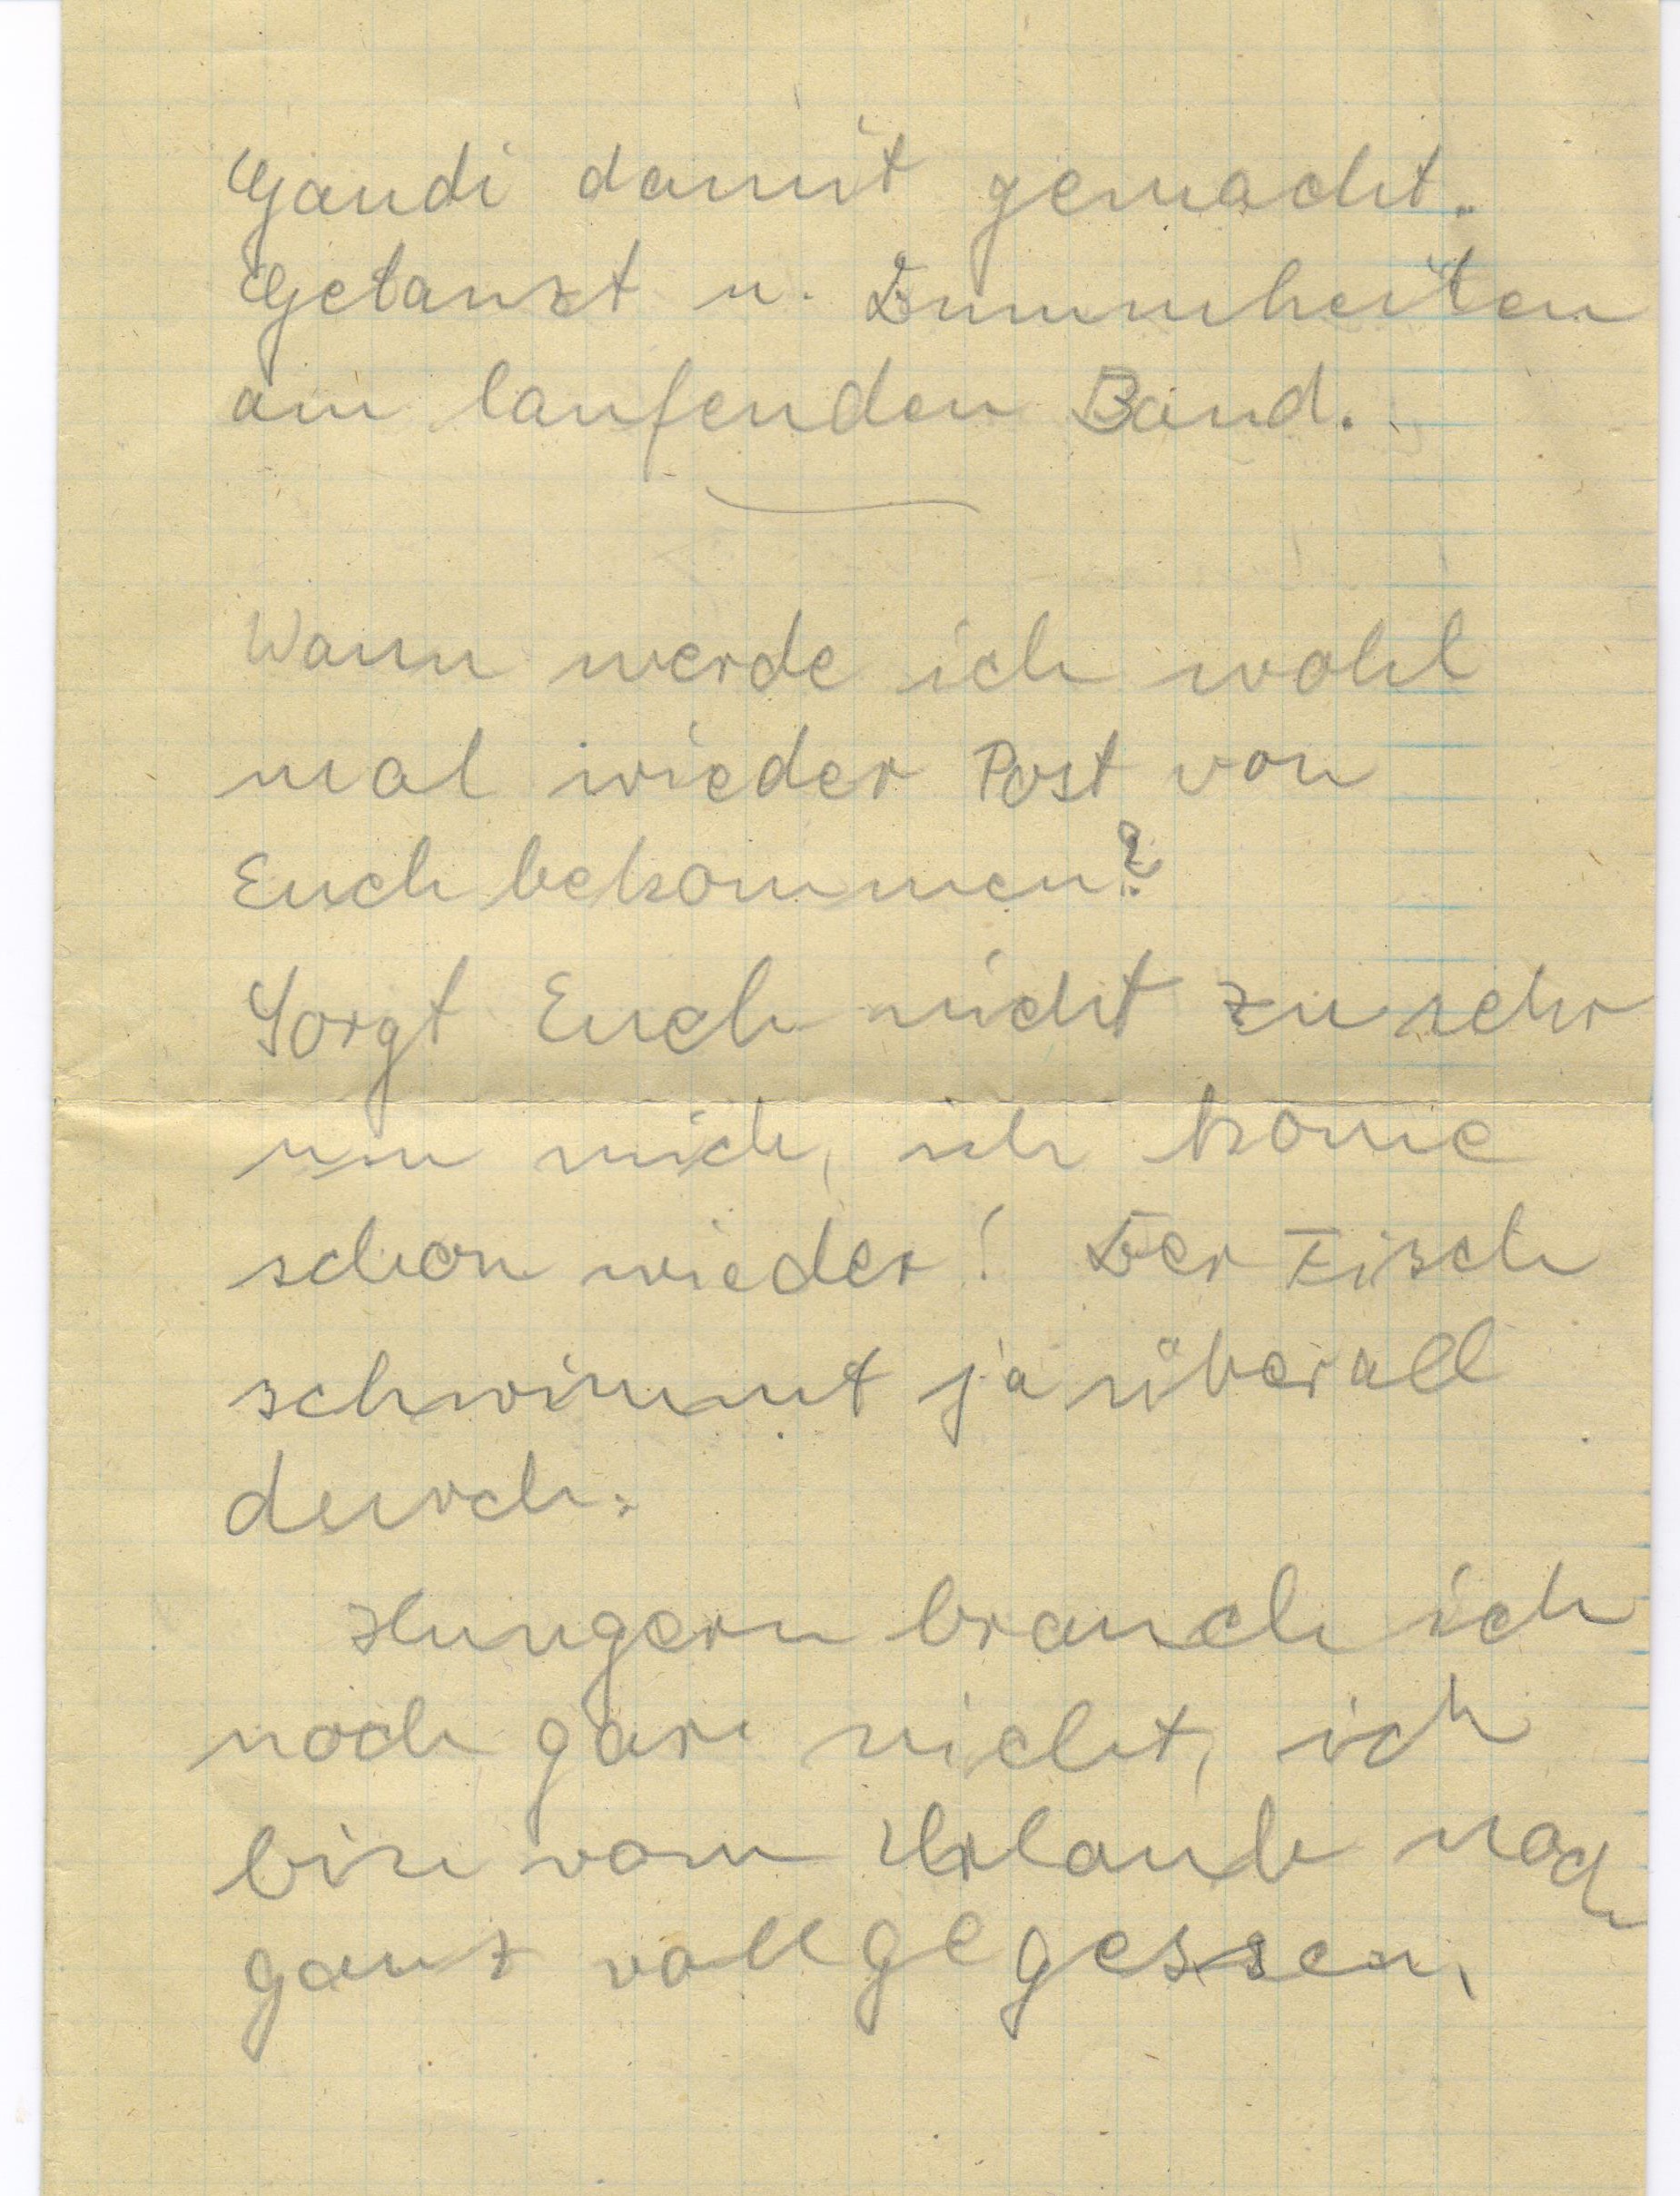 Gaudi damit gemacht.
Getanzt u. Dummheiten
am laufenden Band.
Wann werde ich wohl
mal wieder Post von
Euch bekommen?
Sorgt Euch nicht zu sehr
um mich, ich kome
schon wieder! Der Fisch
schwimmt ja überall
durch.
Hungern brauch ich
noch gar nicht, ich
bin vom Urlaub noch
ganz vollgegessen,